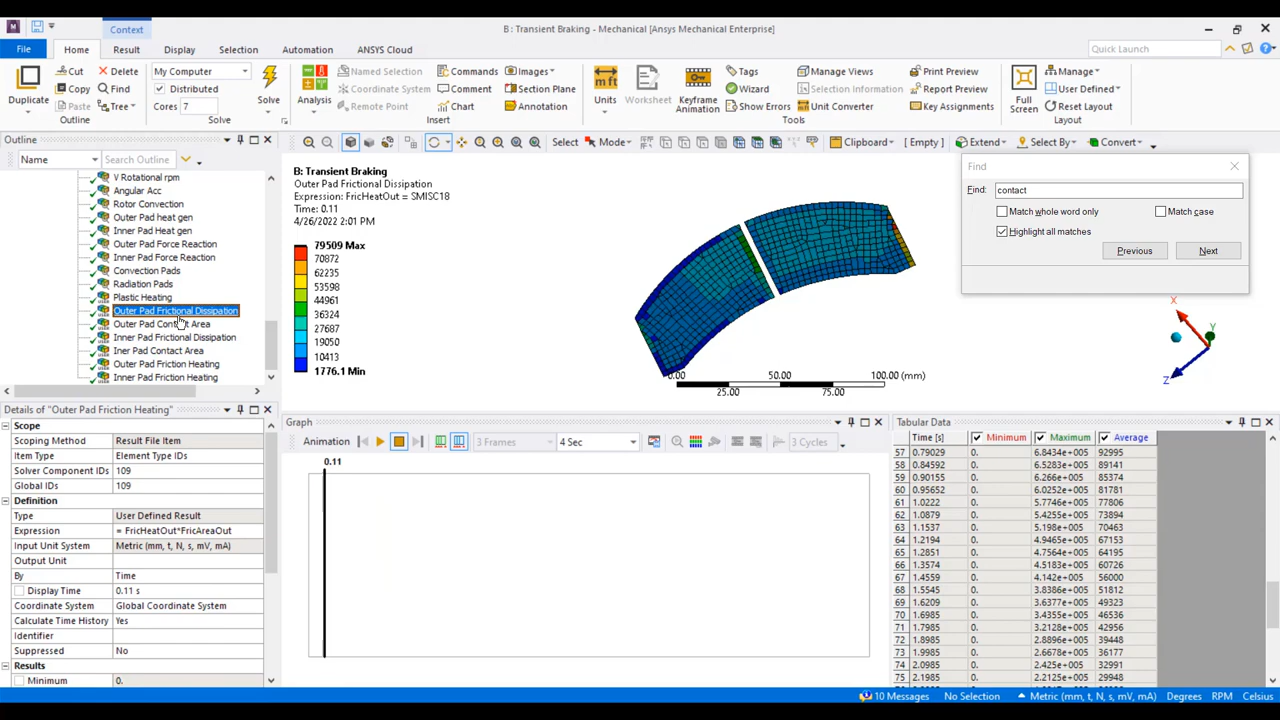 Context
B : Transient Braking - Mechanical [Ansys Mechanical Enterprise]
File Home Result Display Selection Automation ANSYS Cloud Quick Launch
Duplicate Cut Copy Paste Delete Find Tree Outline
My Computer Distributed Cores 7 Solve Solve
Analysis Named Selection Coordinate System Remote Point Commands Comment Chart Images Section Plane Annotation Insert
Units Worksheet Keyframe Animation Tags Wizard Show Errors Manage Views Selection Information Unit Converter Print Preview Report Preview Key Assignments Tools
Full Screen Manage User Defined Reset Layout Layout
Outline
Name Search Outline
Select Mode Clipboard [ Empty ] Extend Select By Convert
V Rotational rpm
Angular Acc
Rotor Convection
Outer Pad heat gen
Inner Pad Heat gen
Outer Pad Force Reaction
Inner Pad Force Reaction
Convection Pads
Radiation Pads
Plastic Heating
Outer Pad Frictional Dissipation
Outer Pad Contact Area
Inner Pad Frictional Dissipation
Iner Pad Contact Area
Outer Pad Friction Heating
Inner Pad Friction Heating
B: Transient Braking
Outer Pad Frictional Dissipation
Expression: FricHeatOut = SMISC18
Time: 0.11
4/26/2022 2:01 PM
79509 Max
70872
62235
53598
44961
36324
27687
19050
10413
1776.1 Min
0.00 50.00 100.00 (mm)
25.00 75.00
X
Y
Z
Find
Find: contact
Match whole word only Match case
Highlight all matches
Previous Next
Details of "Outer Pad Friction Heating"
Scope
Scoping Method Result File Item
Item Type Element Type IDs
Solver Component IDs 109
Global IDs 109
Definition
Type User Defined Result
Expression = FricHeatOut*FricAreaOut
Input Unit System Metric (mm, t, N, s, mV, mA)
Output Unit
By Time
Display Time 0.11 s
Coordinate System Global Coordinate System
Calculate Time History Yes
Identifier
Suppressed No
Results
Minimum 0.
Graph
Animation 3 Frames 4 Sec 3 Cycles
0.11
Tabular Data
Time [s] Minimum Maximum Average
57 0.79029 0. 6.8434e+005 92995
58 0.84592 0. 6.5283e+005 89141
59 0.90155 0. 6.266e+005 85374
60 0.95652 0. 6.0252e+005 81781
61 1.0222 0. 5.7746e+005 77806
62 1.0879 0. 5.4255e+005 73894
63 1.1537 0. 5.198e+005 70463
64 1.2194 0. 4.9465e+005 67153
65 1.2851 0. 4.7564e+005 64195
66 1.3574 0. 4.5183e+005 60726
67 1.4559 0. 4.142e+005 56000
68 1.5545 0. 3.8386e+005 51812
69 1.6209 0. 3.6377e+005 49323
70 1.6985 0. 3.4355e+005 46536
71 1.7985 0. 3.2128e+005 42956
72 1.8985 0. 2.8896e+005 39448
73 1.9985 0. 2.6678e+005 36177
74 2.0985 0. 2.425e+005 32991
75 2.1985 0. 2.2125e+005 29948
10 Messages No Selection Metric (mm, t, N, s, mV, mA) Degrees RPM Celsius